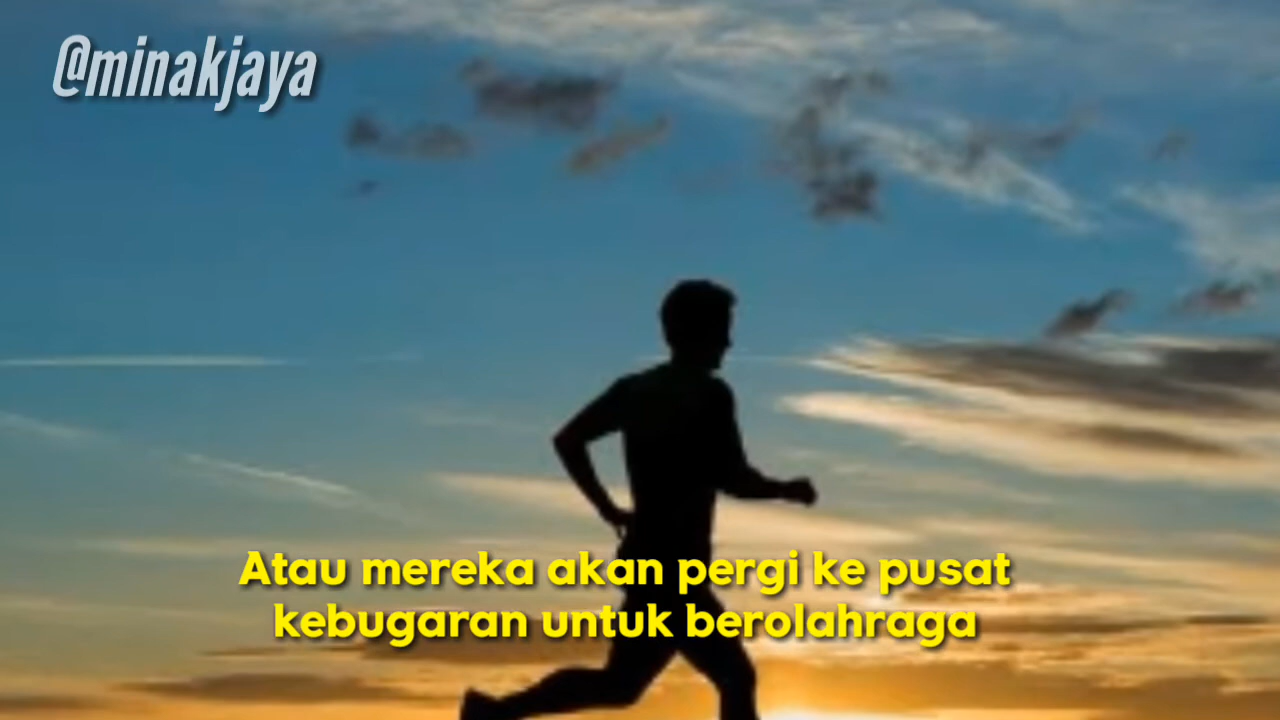 @minakjaya
Atau mereka akan pergi ke pusat
kebugaran untuk berolahraga